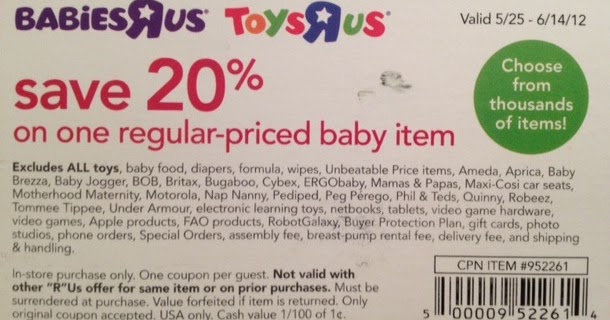 BABIESRUS TOYSRUS Valid 5/25 - 6/14/12
save 20%
on one regular-priced baby item
Choose
from
thousands
of items!
Excludes ALL toys, baby food, diapers, formula, wipes, Unbeatable Price items, Ameda, Aprica, Baby
Brezza, Baby Jogger, BOB, Britax, Bugaboo, Cybex, ERGObaby, Mamas & Papas, Maxi-Cosi car seats,
Motherhood Maternity, Motorola, Nap Nanny, Pediped, Peg Pérego, Phil & Teds, Quinny, Robeez,
Tommee Tippee, Under Armour, electronic learning toys, netbooks, tablets, video game hardware,
video games, Apple products, FAO products, RobotGalaxy, Buyer Protection Plan, gift cards, photo
studios, phone orders, Special Orders, assembly fee, breast-pump rental fee, delivery fee, and shipping
& handling.
In-store purchase only. One coupon per guest. Not valid with
other "R"Us offer for same item or on prior purchases. Must be
surrendered at purchase. Value forfeited if item is returned. Only
original coupon accepted. USA only. Cash value 1/100 of 1¢.
CPN ITEM #952261
5 00009 52261 4